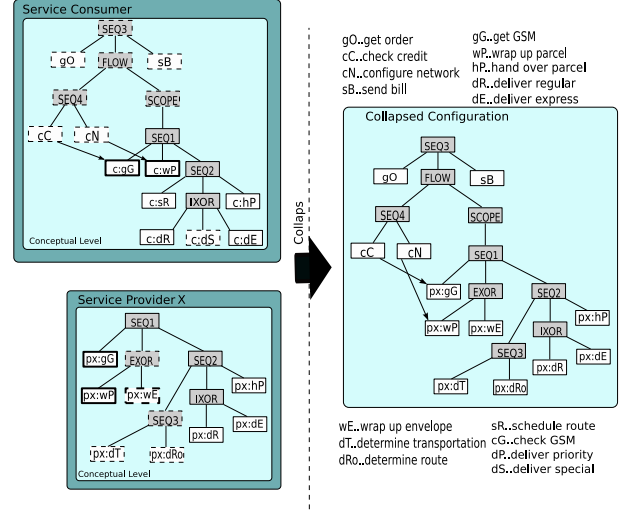 Service Consumer
SEQ3
gO
FLOW
sB
SEQ4
SCOPE
cC
cN
SEQ1
c:gG
c:wP
SEQ2
c:sR
IXOR
c:hP
c:dR
c:dS
c:dE
Conceptual Level
Service Provider X
SEQ1
px:gG
EXOR
SEQ2
px:wP
px:wE
px:hP
IXOR
SEQ3
px:dR
px:dE
px:dT
px:dRo
Conceptual Level
Collaps
gO..get order
cC..check credit
cN..configure network
sB..send bill
gG..get GSM
wP..wrap up parcel
hP..hand over parcel
dR..deliver regular
dE..deliver express
Collapsed Configuration
SEQ3
gO
FLOW
sB
SEQ4
SCOPE
cC
cN
SEQ1
px:gG
EXOR
SEQ2
px:wP
px:wE
px:hP
IXOR
SEQ3
px:dR
px:dE
px:dT
px:dRo
wE..wrap up envelope
dT..determine transportation
dRo..determine route
sR..schedule route
cG..check GSM
dP..deliver priority
dS..deliver special